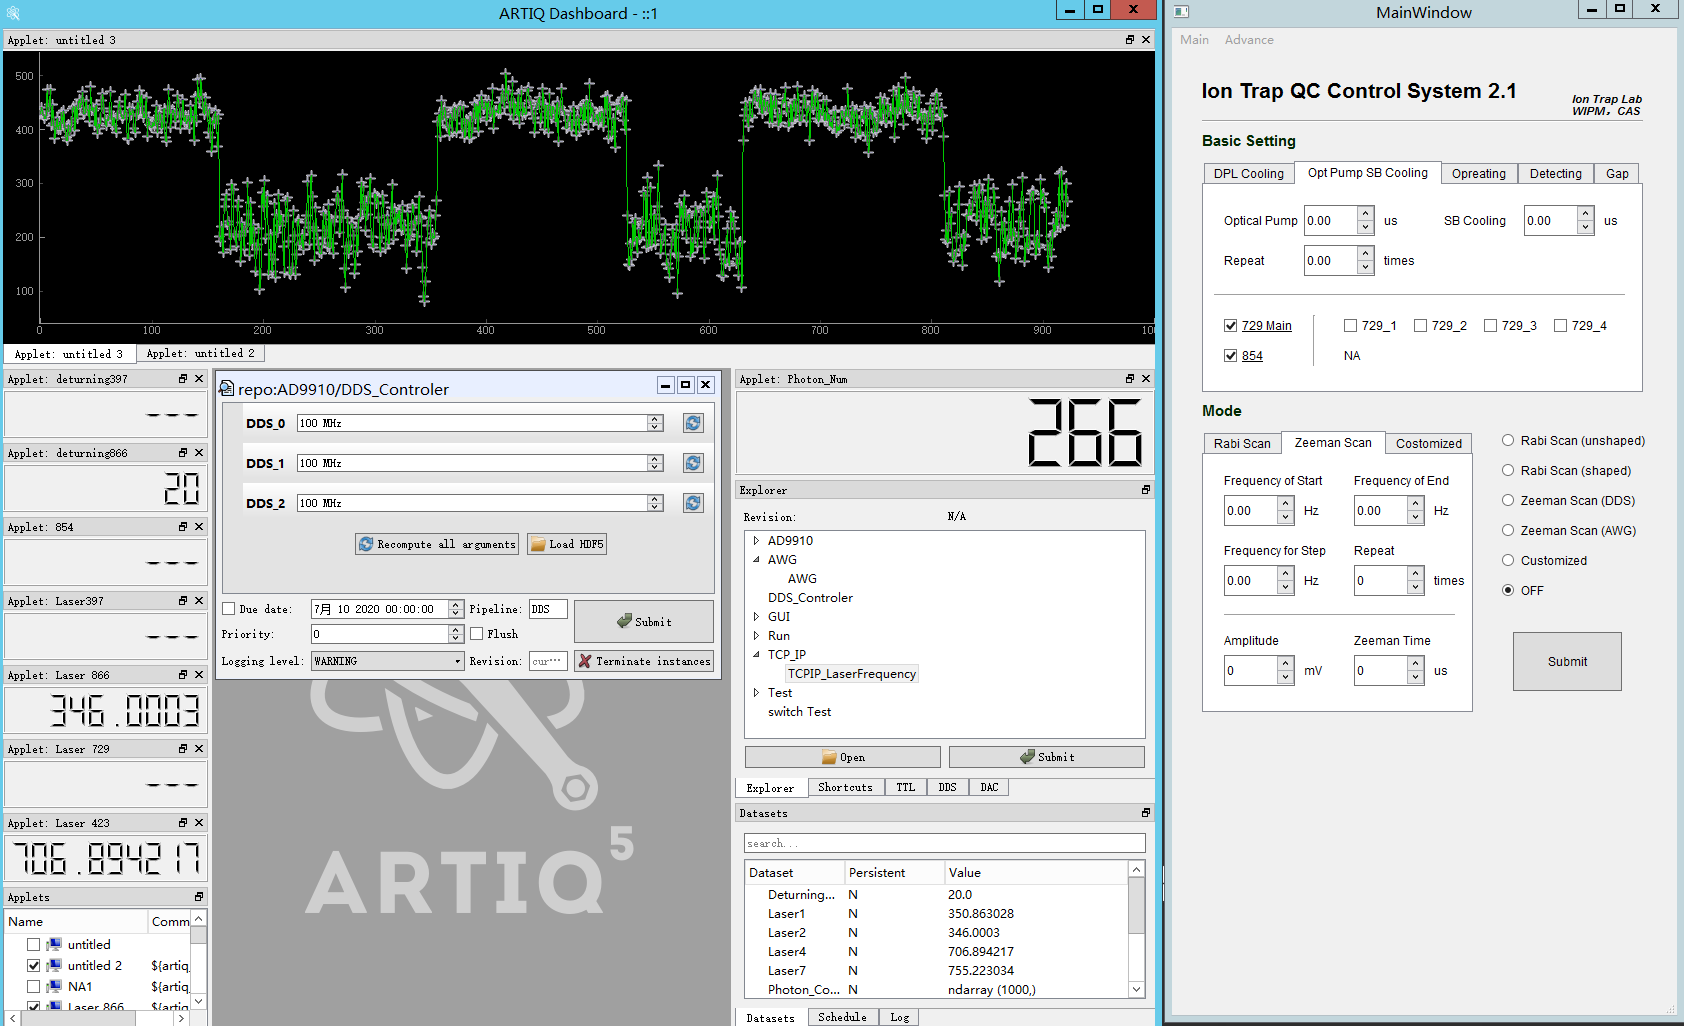 ARTIQ Dashboard - ::1
Applet: untitled 3
500
400
300
200
100
0 100 200 300 400 500 600 700 800 900
Applet: untitled 3 Applet: untitled 2
Applet: deturning397
---
Applet: deturning866
20
Applet: 854
---
Applet: Laser397
---
Applet: Laser 866
346.0003
Applet: Laser 729
---
Applet: Laser 423
706.894217
Applets
Name Comm
untitled
untitled 2 ${artiq_
NA1 ${artiq_
Laser 866 ${artiq_
repo:AD9910/DDS_Controler
DDS_0 100 MHz
DDS_1 100 MHz
DDS_2 100 MHz
Recompute all arguments Load HDF5
Due date: 7月 10 2020 00:00:00 Pipeline: DDS
Submit
Priority: 0 Flush
Logging level: WARNING Revision: cur··· Terminate instances
ARTIQ 5
Applet: Photon_Num
266
Explorer
Revision: N/A
AD9910
AWG
AWG
DDS_Controler
GUI
Run
TCP_IP
TCPIP_LaserFrequency
Test
switch Test
Open Submit
Explorer Shortcuts TTL DDS DAC
Datasets
search...
Dataset Persistent Value
Deturning... N 20.0
Laser1 N 350.863028
Laser2 N 346.0003
Laser4 N 706.894217
Laser7 N 755.223034
Photon_Co... N ndarray (1000,)
Datasets Schedule Log
MainWindow
Main Advance
Ion Trap QC Control System 2.1
Ion Trap Lab
WIPM，CAS
Basic Setting
DPL Cooling Opt Pump SB Cooling Opreating Detecting Gap
Optical Pump 0.00 us SB Cooling 0.00 us
Repeat 0.00 times
729 Main 729_1 729_2 729_3 729_4
854 NA
Mode
Rabi Scan Zeeman Scan Costomized
Frequency of Start Frequency of End
0.00 Hz 0.00 Hz
Frequency for Step Repeat
0.00 Hz 0 times
Amplitude Zeeman Time
0 mV 0 us
Rabi Scan (unshaped)
Rabi Scan (shaped)
Zeeman Scan (DDS)
Zeeman Scan (AWG)
Customized
OFF
Submit